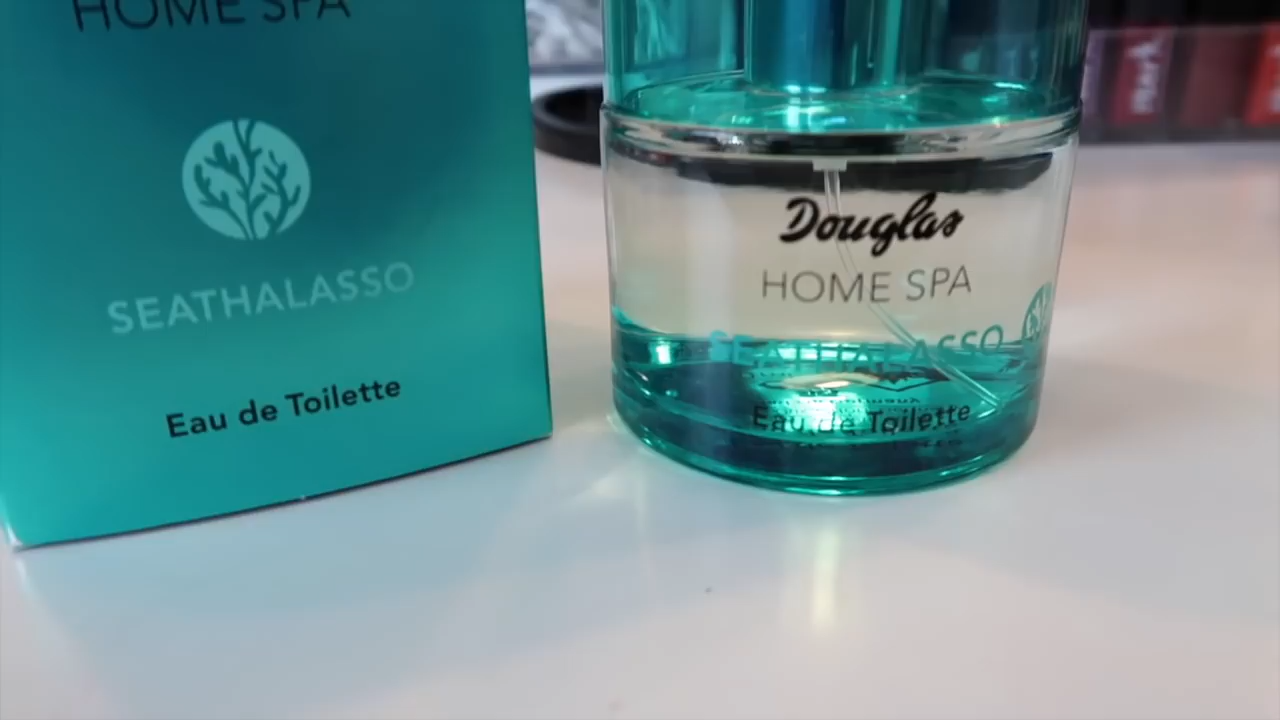 HOME SPA
SEATHALASSO
Eau de Toilette
Douglas
HOME SPA
SEATHALASSO
Eau de Toilette